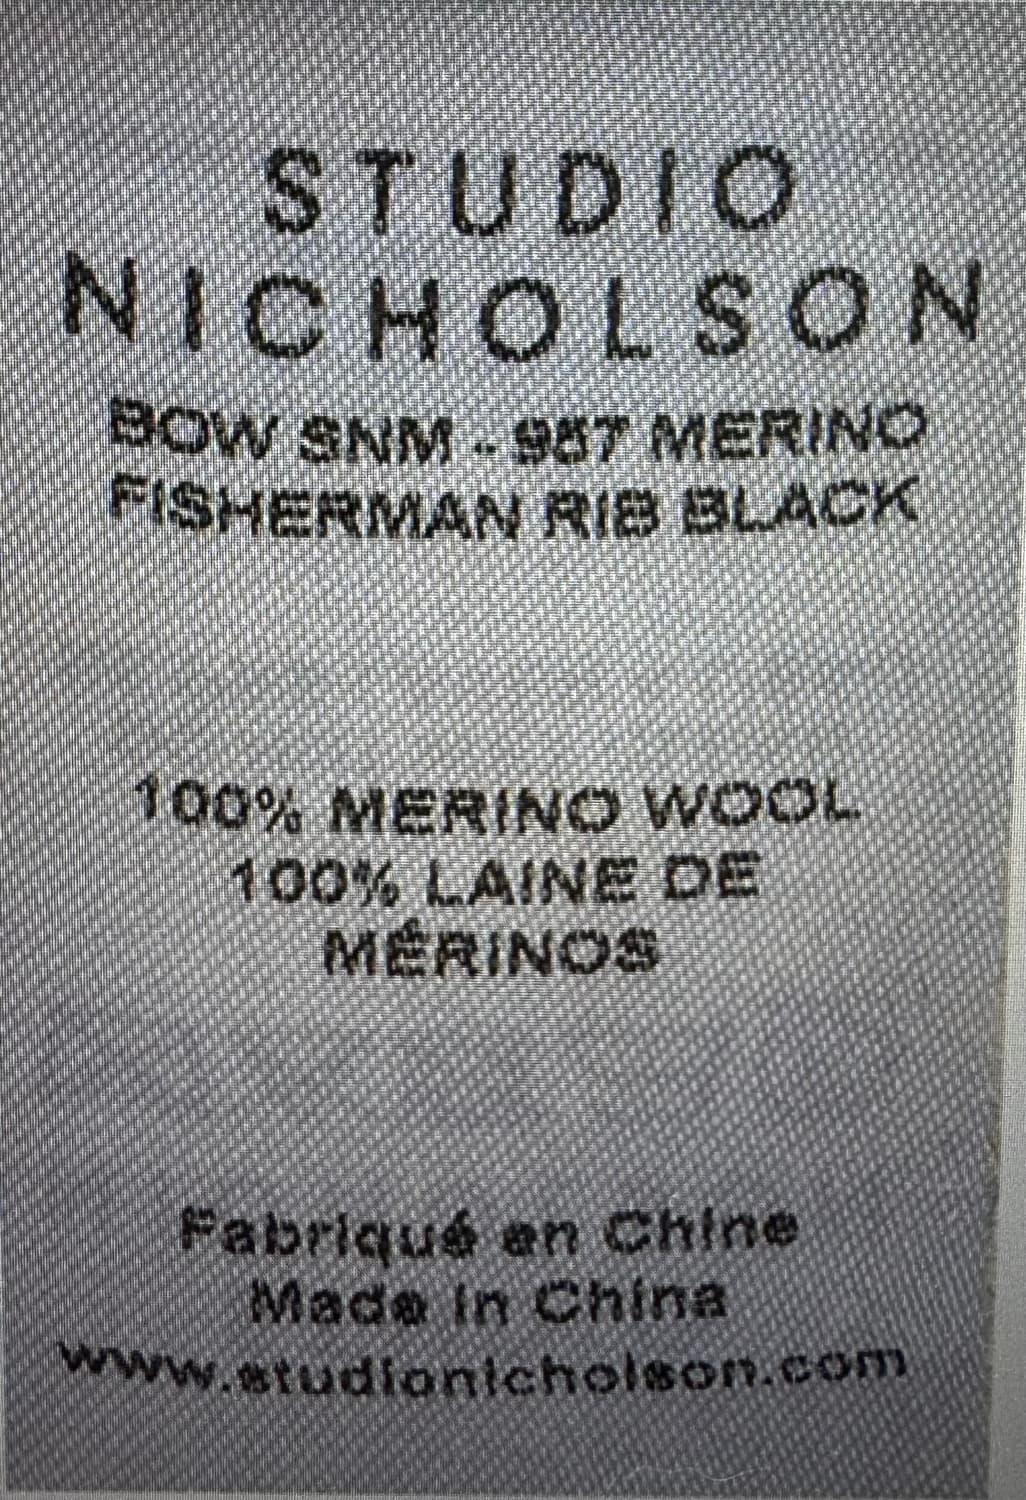 STUDIO
NICHOLSON
BOW SNM - 957 MERINO
FISHERMAN RIB BLACK
100% MERINO WOOL
100% LAINE DE
MÉRINOS
Fabriqué en Chine
Made in China
www.studionicholson.com